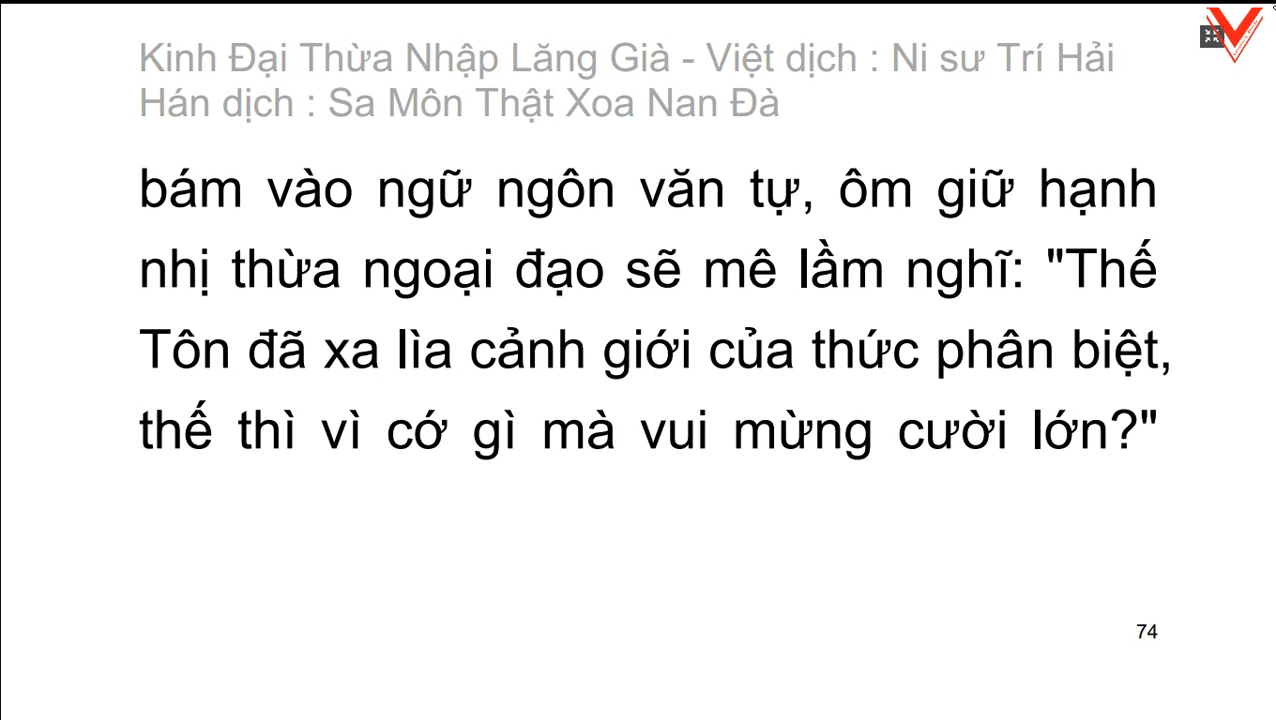 Kinh Đại Thừa Nhập Lăng Già - Việt dịch : Ni sư Trí Hải
Hán dịch : Sa Môn Thật Xoa Nan Đà
bám vào ngữ ngôn văn tự, ôm giữ hạnh
nhị thừa ngoại đạo sẽ mê lầm nghĩ: "Thế
Tôn đã xa lìa cảnh giới của thức phân biệt,
thế thì vì cớ gì mà vui mừng cười lớn?"
74